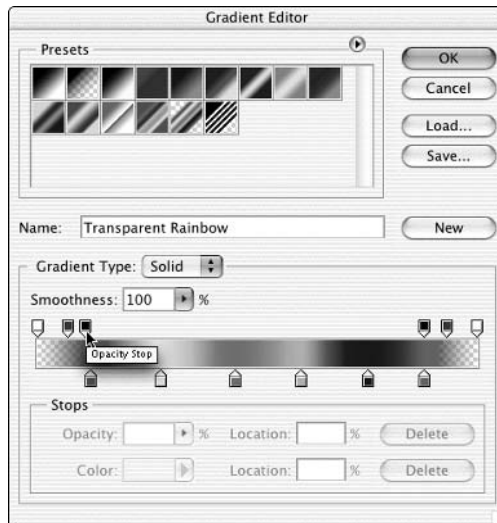 Gradient Editor
Presets
OK
Cancel
Load...
Save...
Name: Transparent Rainbow
New
Gradient Type: Solid
Smoothness: 100 %
Opacity Stop
Stops
Opacity: % Location: % Delete
Color: Location: % Delete